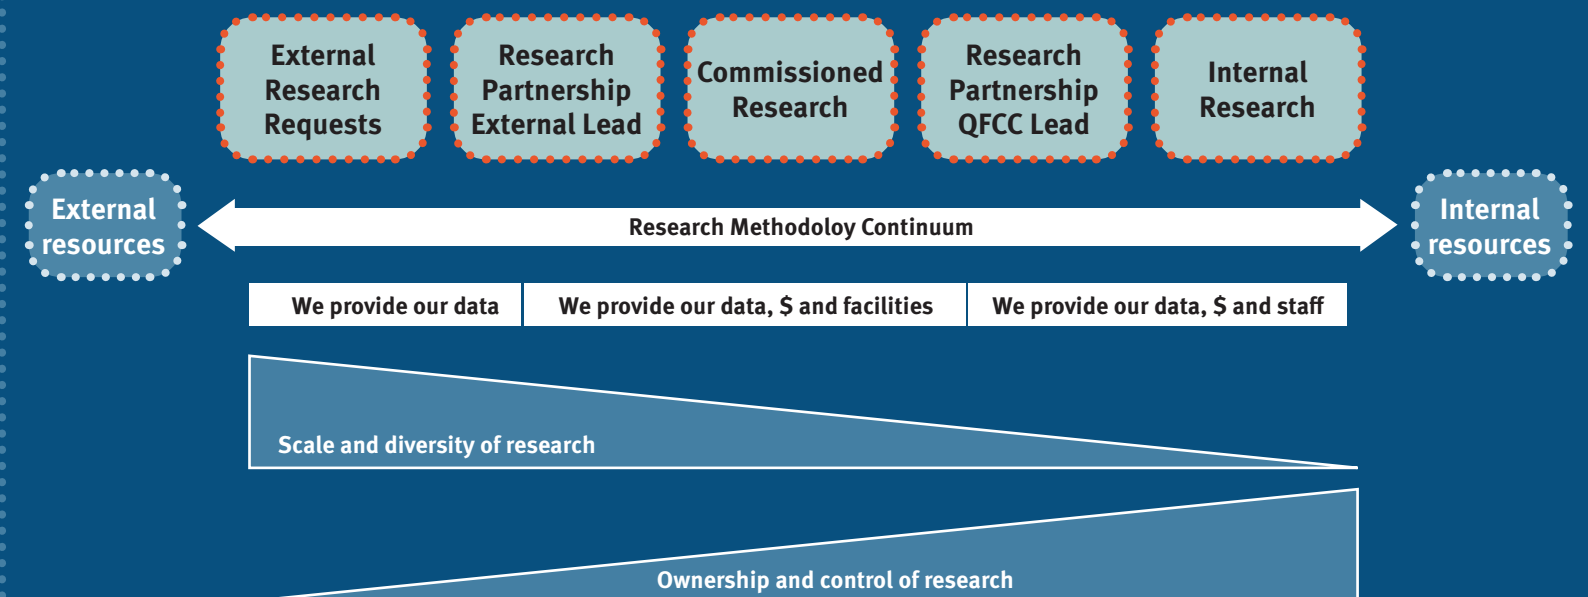 External
Research
Requests
Research
Partnership
External Lead
Commissioned
Research
Research
Partnership
QFCC Lead
Internal
Research
External
resources
Research Methodoloy Continuum
Internal
resources
We provide our data
We provide our data, $ and facilities
We provide our data, $ and staff
Scale and diversity of research
Ownership and control of research